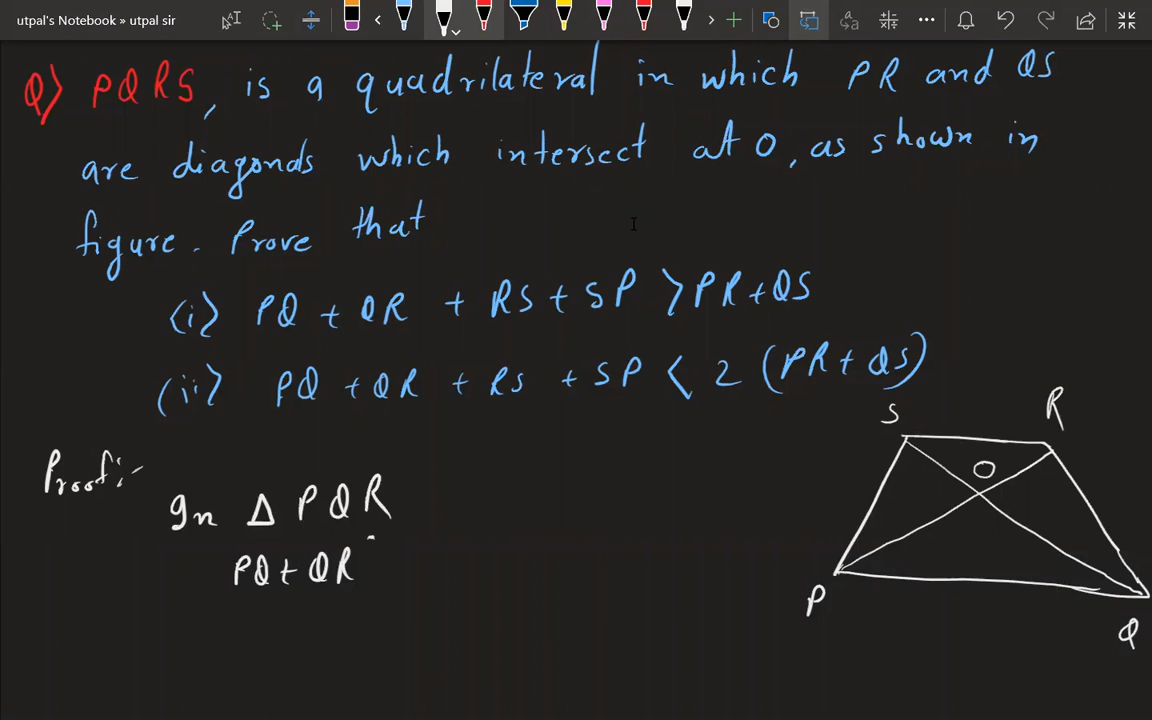 utpal's Notebook » utpal sir
Q> PQRS, is a quadrilateral in which PR and QS
are diagonds which intersect at O, as shown in
figure. Prove that
(i) PQ + QR + RS + SP > PR + QS
(ii) PQ + QR + RS + SP < 2 (PR + QS)
S
R
O
Proof :-
In Δ PQR
PQ + QR
P
Q